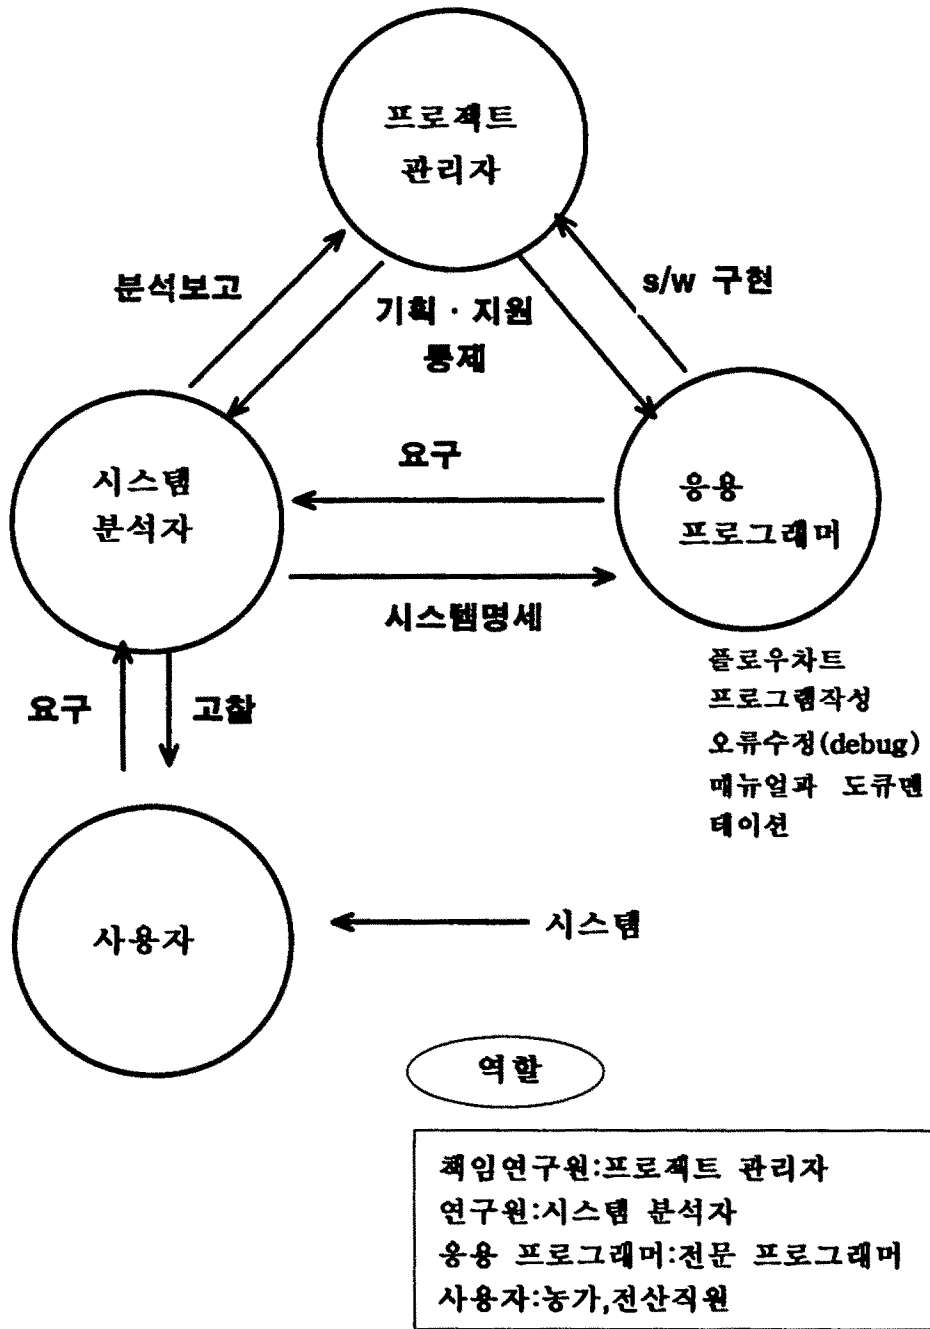 프로젝트
관리자
분석보고
s/w 구현
기획 · 지원
통제
요구
시스템
분석자
응용
프로그래머
시스템명세
플로우차트
프로그램작성
오류수정(debug)
매뉴얼과 도큐멘
테이션
요구
고찰
사용자
시스템
역할
책임연구원:프로젝트 관리자
연구원:시스템 분석자
응용 프로그래머:전문 프로그래머
사용자:농가,전산직원